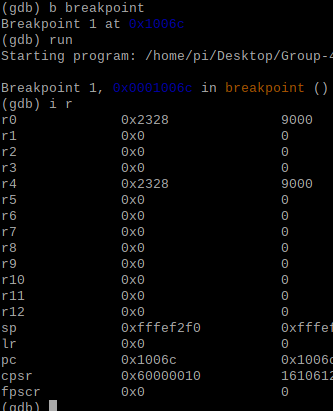 (gdb) b breakpoint
Breakpoint 1 at 0x1006c
(gdb) run
Starting program: /home/pi/Desktop/Group-4
Breakpoint 1, 0x0001006c in breakpoint ()
(gdb) i r
r0 0x2328 9000
r1 0x0 0
r2 0x0 0
r3 0x0 0
r4 0x2328 9000
r5 0x0 0
r6 0x0 0
r7 0x0 0
r8 0x0 0
r9 0x0 0
r10 0x0 0
r11 0x0 0
r12 0x0 0
sp 0xfffef2f0 0xfffef
lr 0x0 0
pc 0x1006c 0x1006c
cpsr 0x60000010 1610612
fpscr 0x0 0
(gdb)